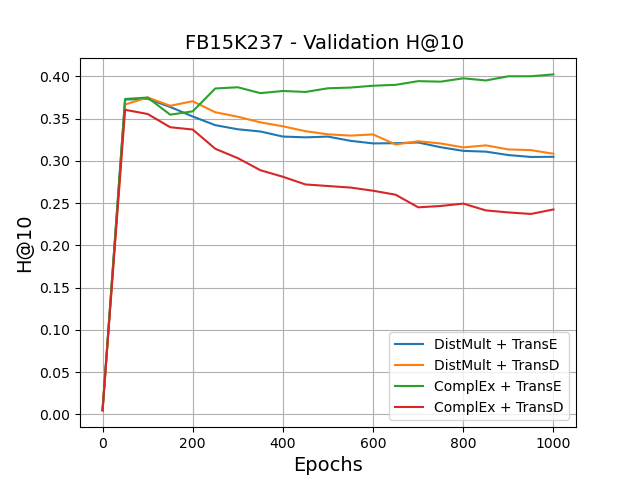 FB15K237 - Validation H@10
H@10
0.40
0.35
0.30
0.25
0.20
0.15
0.10
0.05
0.00
DistMult + TransE
DistMult + TransD
ComplEx + TransE
ComplEx + TransD
0 200 400 600 800 1000
Epochs